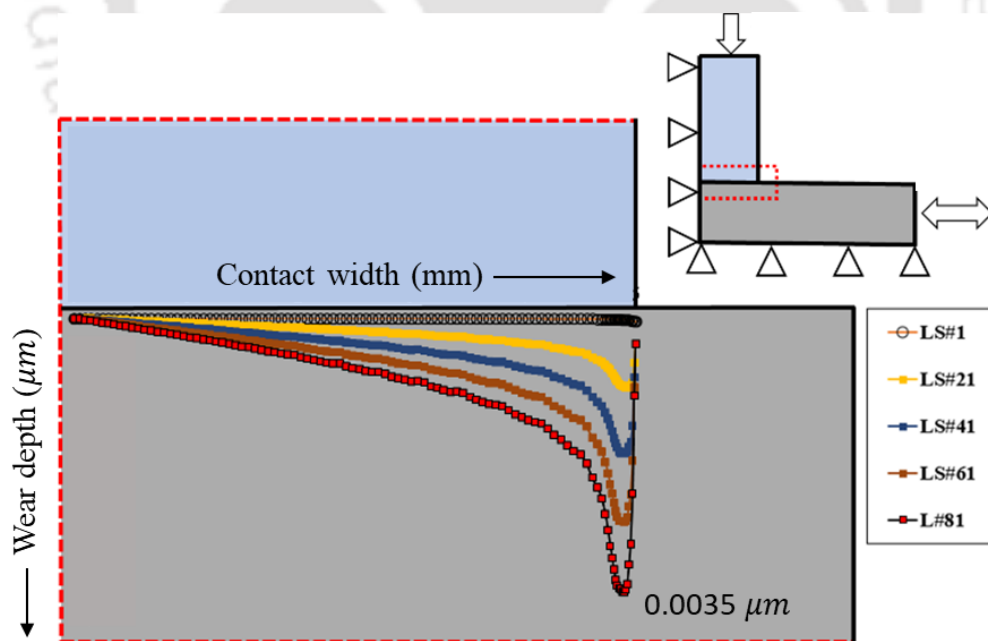 Contact width (mm)
Wear depth (μm)
LS#1
LS#21
LS#41
LS#61
L#81
0.0035 μm